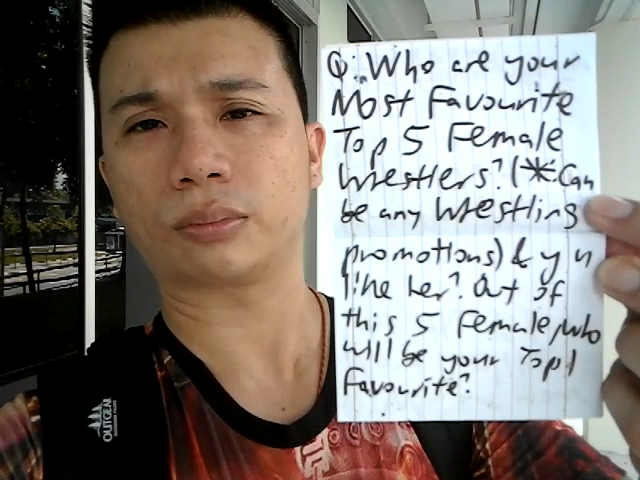 Q: Who are your
Most Favourite
Top 5 Female
Wrestlers? (*: Can
be any Wrestling
promotions) & y u
like her? Out of
this 5 Female, who
will be your Top 1
Favourite?
OUTGEAR